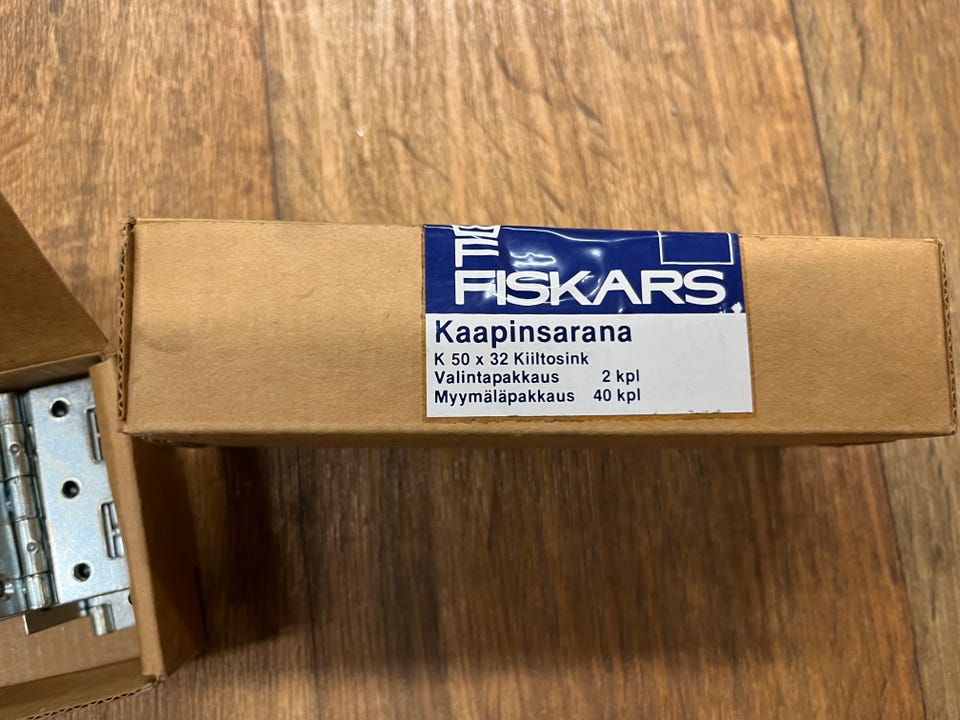 FISKARS
Kaapinsarana
K 50 x 32 Kiiltosink
Valintapakkaus 2 kpl
Myymäläpakkaus 40 kpl